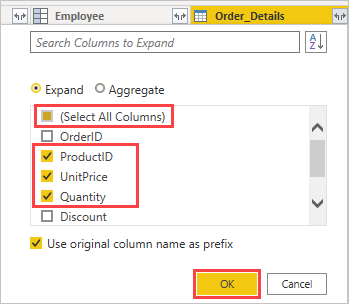 Employee Order_Details
Search Columns to Expand
A
Z
Expand Aggregate
(Select All Columns)
OrderID
ProductID
UnitPrice
Quantity
Discount
Use original column name as prefix
OK Cancel